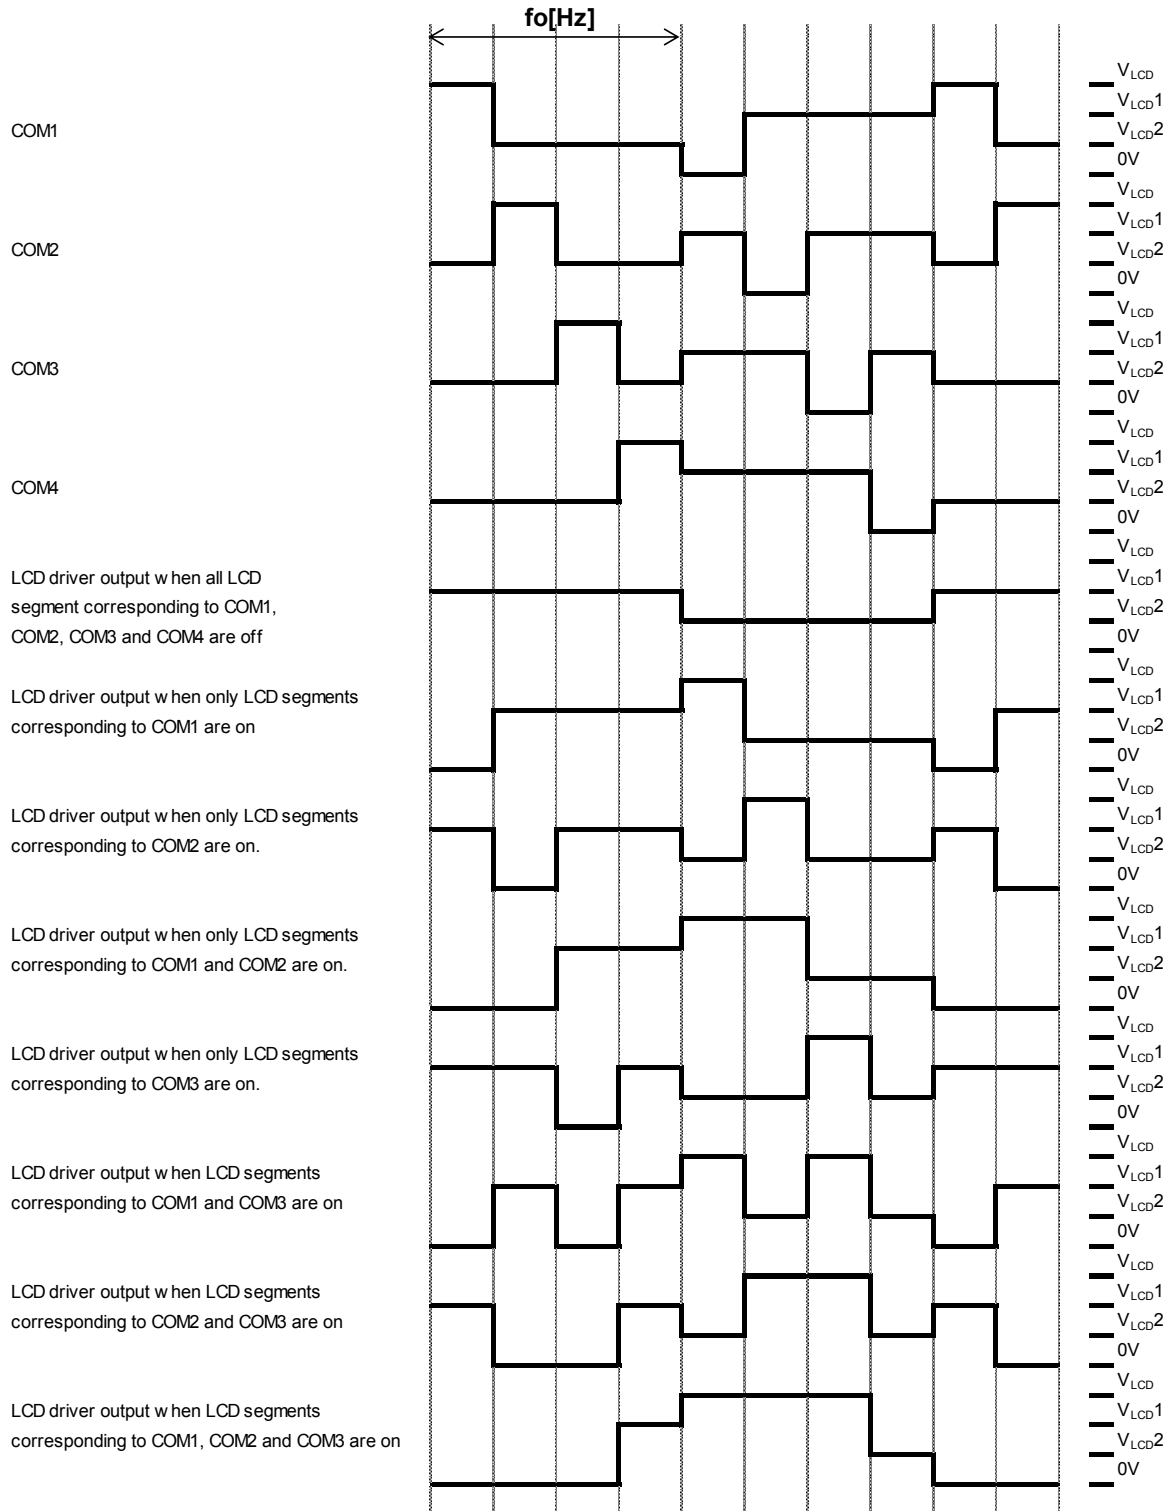 fo[Hz]
VLCD
VLCD1
COM1
VLCD2
0V
VLCD
VLCD1
COM2
VLCD2
0V
VLCD
VLCD1
COM3
VLCD2
0V
VLCD
VLCD1
COM4
VLCD2
0V
VLCD
LCD driver output when all LCD
VLCD1
segment corresponding to COM1,
VLCD2
COM2, COM3 and COM4 are off
0V
VLCD
LCD driver output when only LCD segments
VLCD1
corresponding to COM1 are on
VLCD2
0V
VLCD
LCD driver output when only LCD segments
VLCD1
corresponding to COM2 are on.
VLCD2
0V
VLCD
LCD driver output when only LCD segments
VLCD1
corresponding to COM1 and COM2 are on.
VLCD2
0V
VLCD
LCD driver output when only LCD segments
VLCD1
corresponding to COM3 are on.
VLCD2
0V
VLCD
LCD driver output when LCD segments
VLCD1
corresponding to COM1 and COM3 are on
VLCD2
0V
VLCD
LCD driver output when LCD segments
VLCD1
corresponding to COM2 and COM3 are on
VLCD2
0V
VLCD
LCD driver output when LCD segments
VLCD1
corresponding to COM1, COM2 and COM3 are on
VLCD2
0V